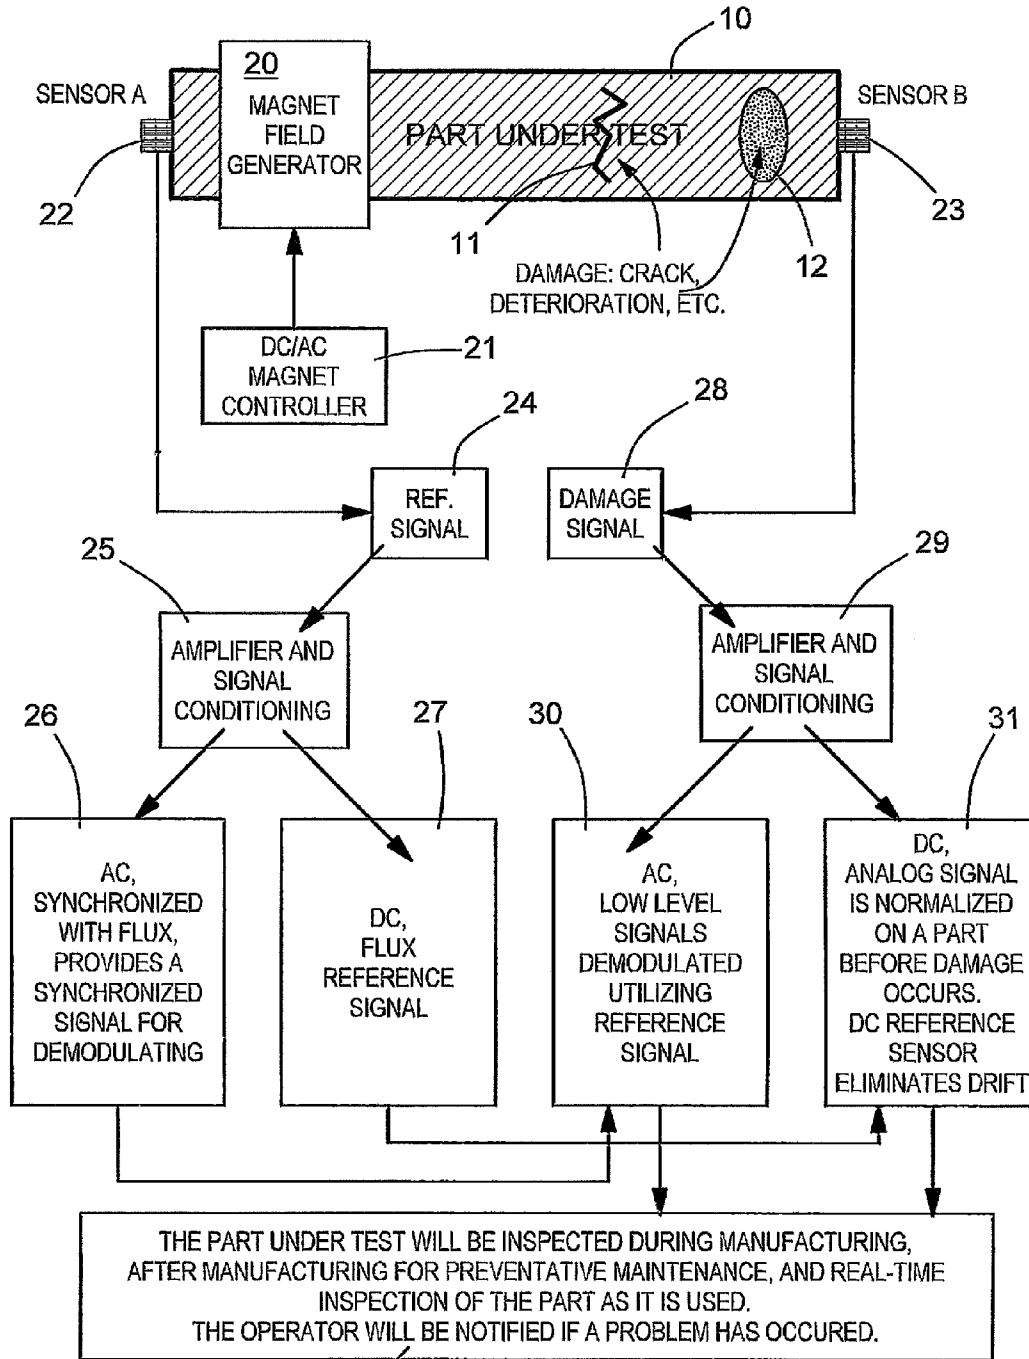 10
20
MAGNET
FIELD
GENERATOR
SENSOR A
SENSOR B
PART UNDER TEST
22
11
12
23
DAMAGE: CRACK,
DETERIORATION, ETC.
DC/AC
MAGNET
CONTROLLER
21
24
28
REF.
SIGNAL
DAMAGE
SIGNAL
25
29
AMPLIFIER AND
SIGNAL
CONDITIONING
AMPLIFIER AND
SIGNAL
CONDITIONING
26
27
30
31
AC,
SYNCHRONIZED
WITH FLUX,
PROVIDES A
SYNCHRONIZED
SIGNAL FOR
DEMODULATING
DC,
FLUX
REFERENCE
SIGNAL
AC,
LOW LEVEL
SIGNALS
DEMODULATED
UTILIZING
REFERENCE
SIGNAL
DC,
ANALOG SIGNAL
IS NORMALIZED
ON A PART
BEFORE DAMAGE
OCCURS.
DC REFERENCE
SENSOR
ELIMINATES DRIFT
THE PART UNDER TEST WILL BE INSPECTED DURING MANUFACTURING,
AFTER MANUFACTURING FOR PREVENTATIVE MAINTENANCE, AND REAL-TIME
INSPECTION OF THE PART AS IT IS USED.
THE OPERATOR WILL BE NOTIFIED IF A PROBLEM HAS OCCURED.